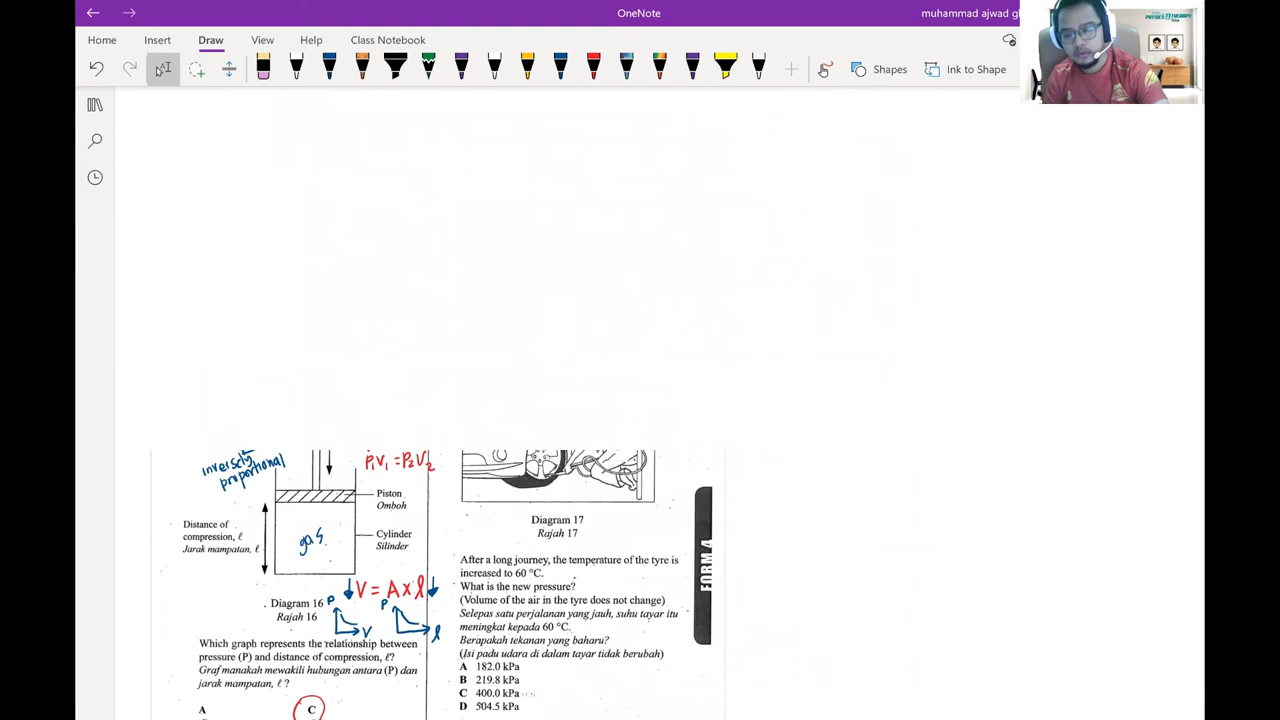 OneNote
muhammad ajwad gh
Home Insert Draw View Help Class Notebook
Shapes
Ink to Shape
PHYSICS THERAPY
inversely
proportional
P₁V₁ = P₂V₂
Piston
Omboh
Distance of
compression, ℓ
Jarak mampatan, ℓ
gas
Cylinder
Silinder
V = A x ℓ
Diagram 16
Rajah 16
P
V
P
ℓ
Which graph represents the relationship between
pressure (P) and distance of compression, ℓ?
Graf manakah mewakili hubungan antara (P) dan
jarak mampatan, ℓ ?
A
C
Diagram 17
Rajah 17
After a long journey, the temperature of the tyre is
increased to 60 °C.
What is the new pressure?
(Volume of the air in the tyre does not change)
Selepas satu perjalanan yang jauh, suhu tayar itu
meningkat kepada 60 °C.
Berapakah tekanan yang baharu?
(Isi padu udara di dalam tayar tidak berubah)
A 182.0 kPa
B 219.8 kPa
C 400.0 kPa
D 504.5 kPa
FORM 4